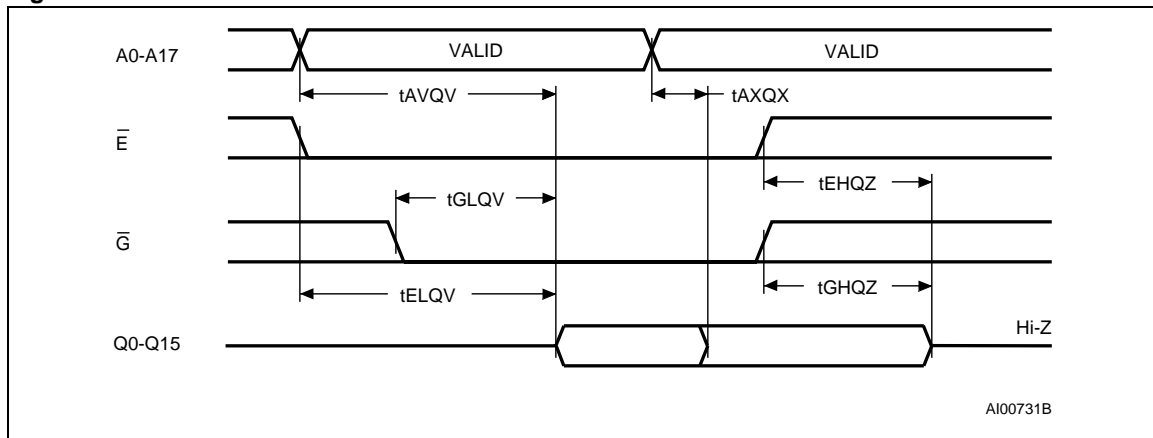 A0-A17
VALID
VALID
tAVQV
tAXQX
E̅
tEHQZ
tGLQV
G̅
tGHQZ
tELQV
Hi-Z
Q0-Q15
AI00731B